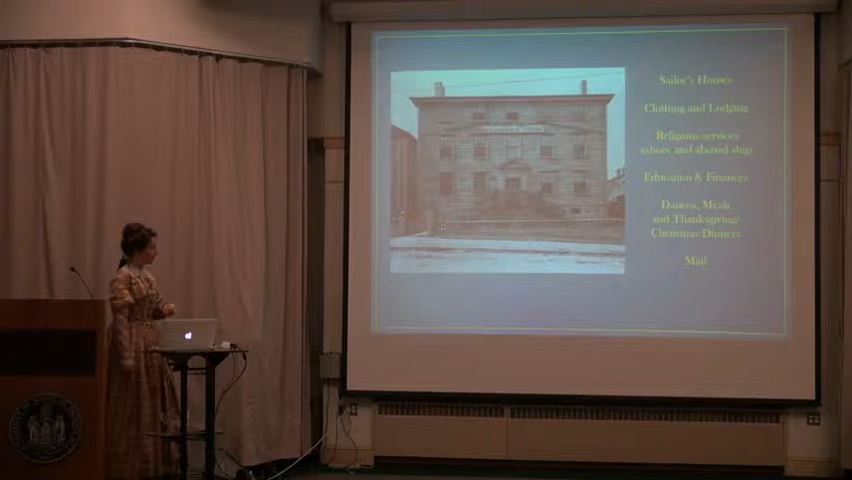 Sailor's Homes
Clothing and Lodging
Religious services
ashore and aboard ship
Education & Finances
Dances, Meals
and Thanksgiving/
Christmas Dinners
Mail